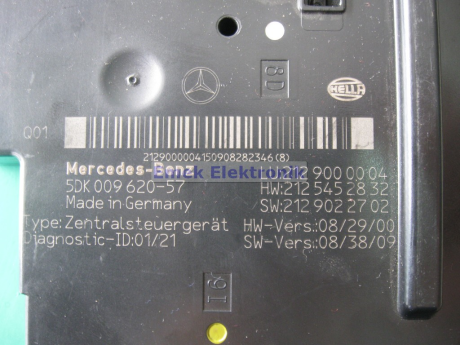 8D
HELLA
001
2129000004150908282346(8)
Mercedes-Benz 212 900 00 04
Emek Elektronik
5DK 009 620-57 HW:212 545 28 32
Made in Germany SW:212 902 27 02
Type:Zentralsteuergerät HW-Vers.:08/29/00
Diagnostic-ID:01/21 SW-Vers.:08/38/09